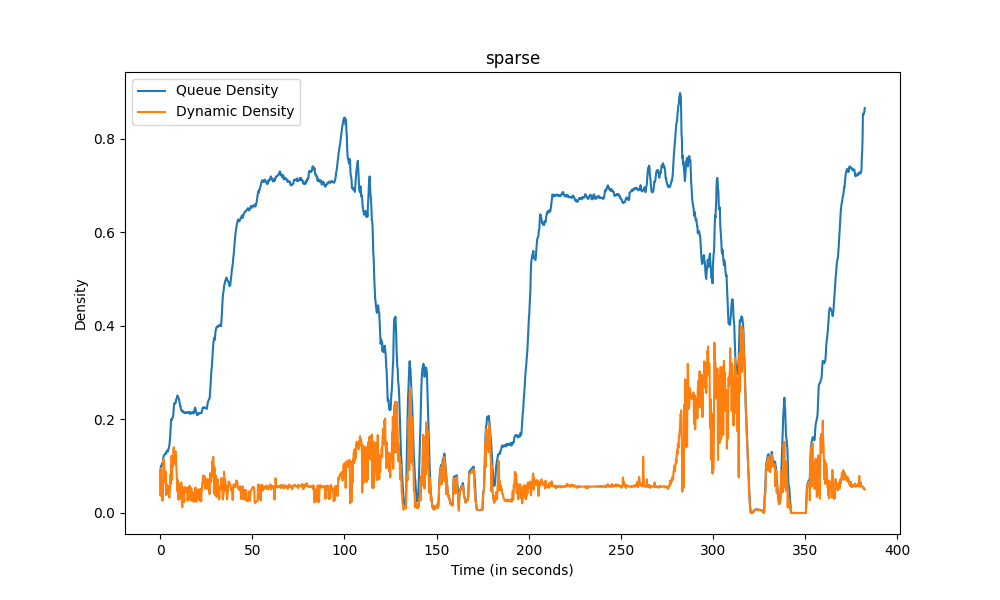 sparse
Queue Density
Dynamic Density
Density
0.8
0.6
0.4
0.2
0.0
0 50 100 150 200 250 300 350 400
Time (in seconds)